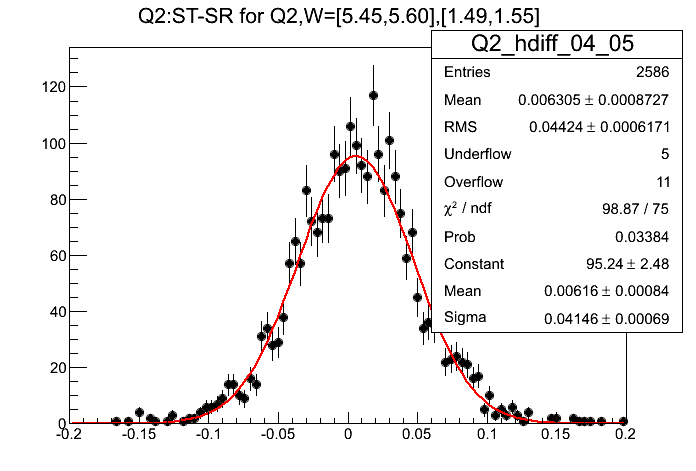 Q2:ST-SR for Q2,W=[5.45,5.60],[1.49,1.55]
Q2_hdiff_04_05
Entries 2586
Mean 0.006305 ± 0.0008727
RMS 0.04424 ± 0.0006171
Underflow 5
Overflow 11
χ² / ndf 98.87 / 75
Prob 0.03384
Constant 95.24 ± 2.48
Mean 0.00616 ± 0.00084
Sigma 0.04146 ± 0.00069
120
100
80
60
40
20
0
-0.2 -0.15 -0.1 -0.05 0 0.05 0.1 0.15 0.2